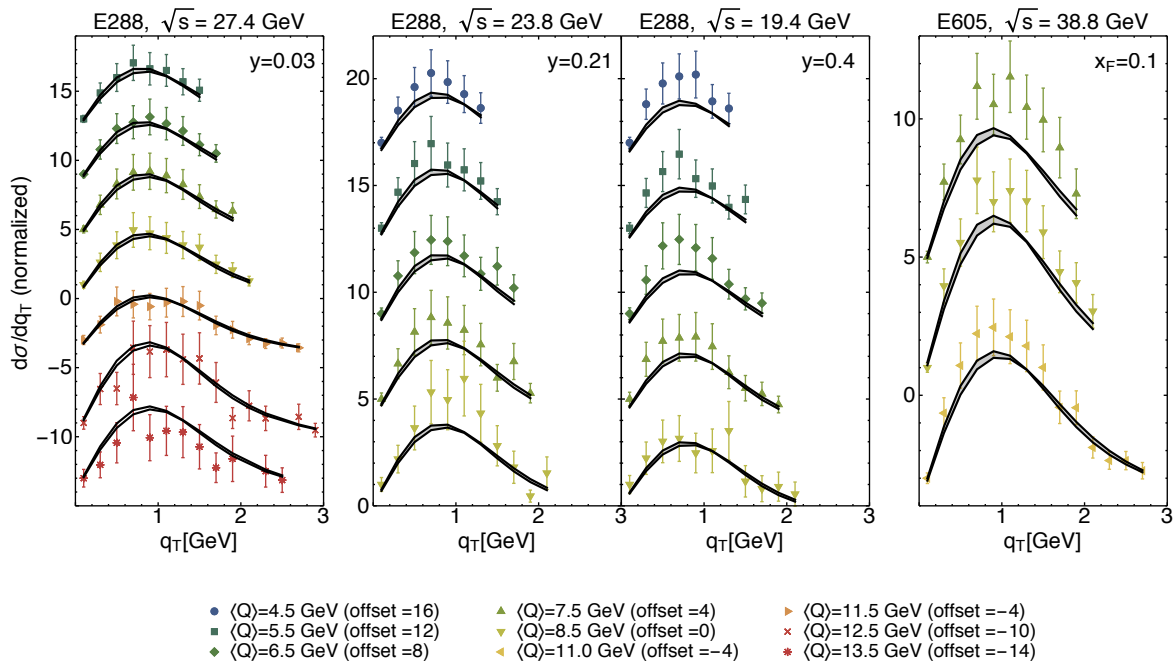 E288, √s = 27.4 GeV
E288, √s = 23.8 GeV
E288, √s = 19.4 GeV
E605, √s = 38.8 GeV
y=0.03
y=0.21
y=0.4
x_F=0.1
dσ/dq_T (normalized)
15
10
5
0
−5
−10
20
15
10
5
0
10
5
0
1 2 3
1 2
1 2 3
1 2 3
q_T[GeV]
q_T[GeV]
q_T[GeV]
q_T[GeV]
⟨Q⟩=4.5 GeV (offset =16)
⟨Q⟩=5.5 GeV (offset =12)
⟨Q⟩=6.5 GeV (offset =8)
⟨Q⟩=7.5 GeV (offset =4)
⟨Q⟩=8.5 GeV (offset =0)
⟨Q⟩=11.0 GeV (offset =−4)
⟨Q⟩=11.5 GeV (offset =−4)
⟨Q⟩=12.5 GeV (offset =−10)
⟨Q⟩=13.5 GeV (offset =−14)